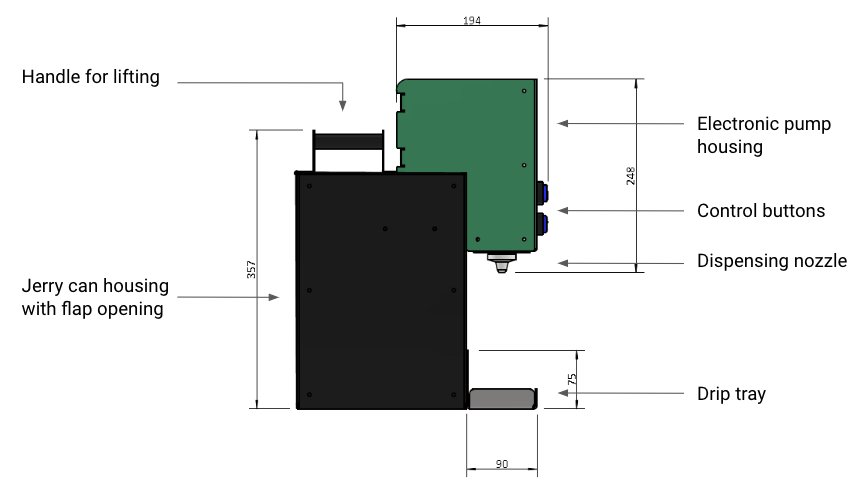 194
Handle for lifting
Electronic pump
housing
248
Control buttons
Dispensing nozzle
357
Jerry can housing
with flap opening
75
Drip tray
90